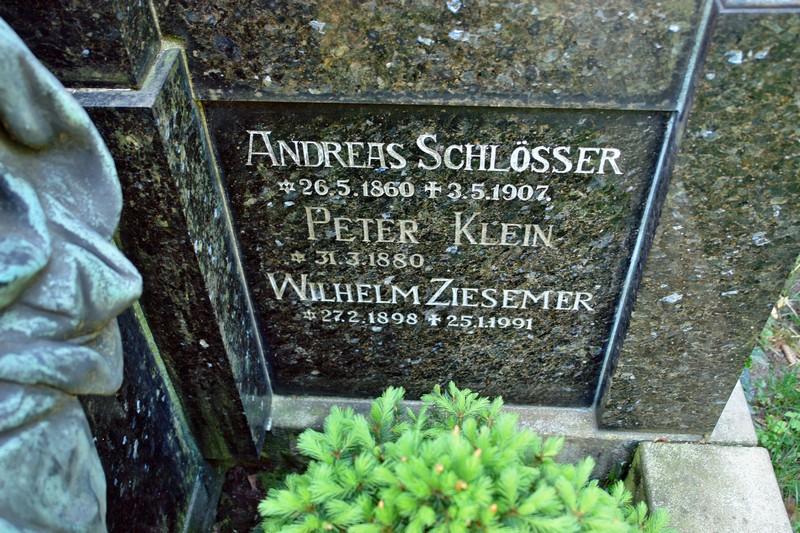 ANDREAS SCHLÖSSER
✡ 26.5.1860 ✝ 3.5.1907
PETER KLEIN
✡ 31.3.1880
WILHELM ZIESEMER
✡ 27.2.1898 ✝ 25.1.1991